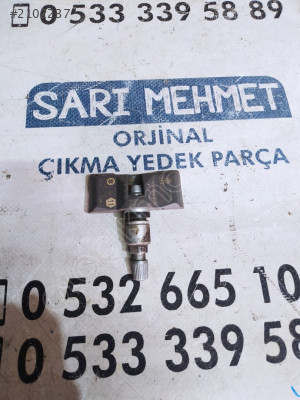 #2103237
0 533 339 58 89
SARI MEHMET
ORJİNAL
ÇIKMA YEDEK PARÇA
0 532 665 10
0 533 339 58